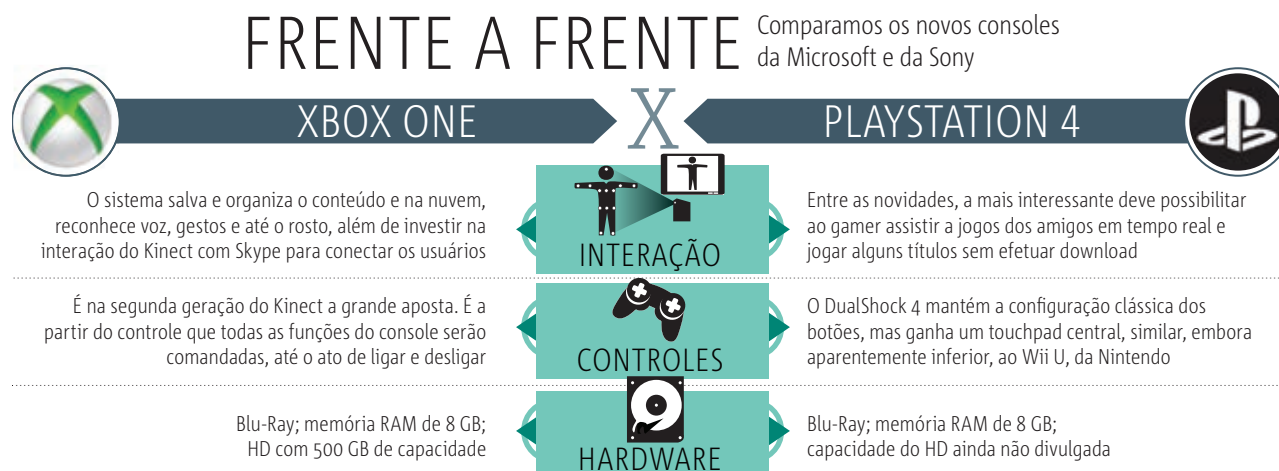 FRENTE A FRENTE
Comparamos os novos consoles
da Microsoft e da Sony
XBOX ONE
X
PLAYSTATION 4
O sistema salva e organiza o conteúdo e na nuvem,
reconhece voz, gestos e até o rosto, além de investir na
interação do Kinect com Skype para conectar os usuários
INTERAÇÃO
Entre as novidades, a mais interessante deve possibilitar
ao gamer assistir a jogos dos amigos em tempo real e
jogar alguns títulos sem efetuar download
É na segunda geração do Kinect a grande aposta. É a
partir do controle que todas as funções do console serão
comandadas, até o ato de ligar e desligar
CONTROLES
O DualShock 4 mantém a configuração clássica dos
botões, mas ganha um touchpad central, similar, embora
aparentemente inferior, ao Wii U, da Nintendo
Blu-Ray; memória RAM de 8 GB;
HD com 500 GB de capacidade
HARDWARE
Blu-Ray; memória RAM de 8 GB;
capacidade do HD ainda não divulgada